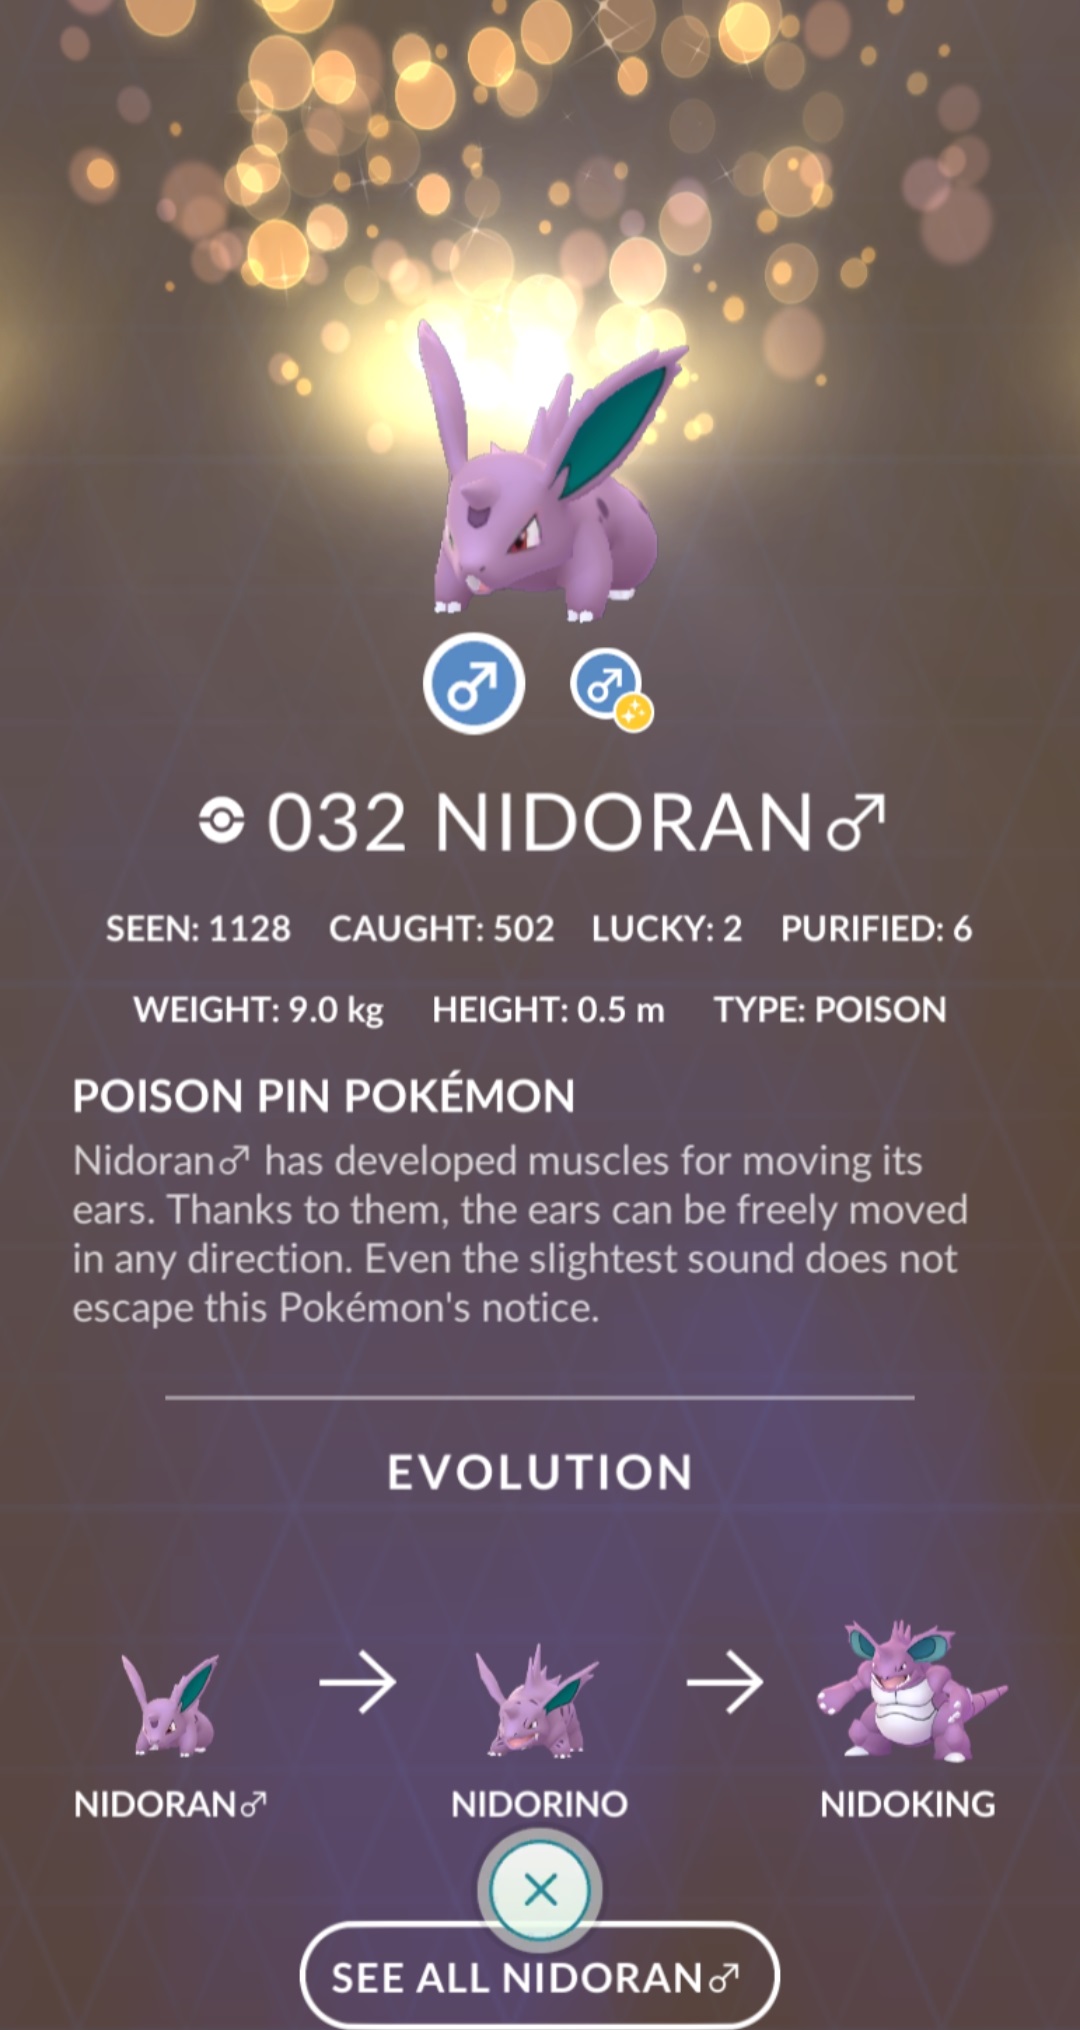 032 NIDORAN♂
SEEN: 1128 CAUGHT: 502 LUCKY: 2 PURIFIED: 6
WEIGHT: 9.0 kg HEIGHT: 0.5 m TYPE: POISON
POISON PIN POKÉMON
Nidoran♂ has developed muscles for moving its
ears. Thanks to them, the ears can be freely moved
in any direction. Even the slightest sound does not
escape this Pokémon's notice.
EVOLUTION
NIDORAN♂ NIDORINO NIDOKING
SEE ALL NIDORAN♂